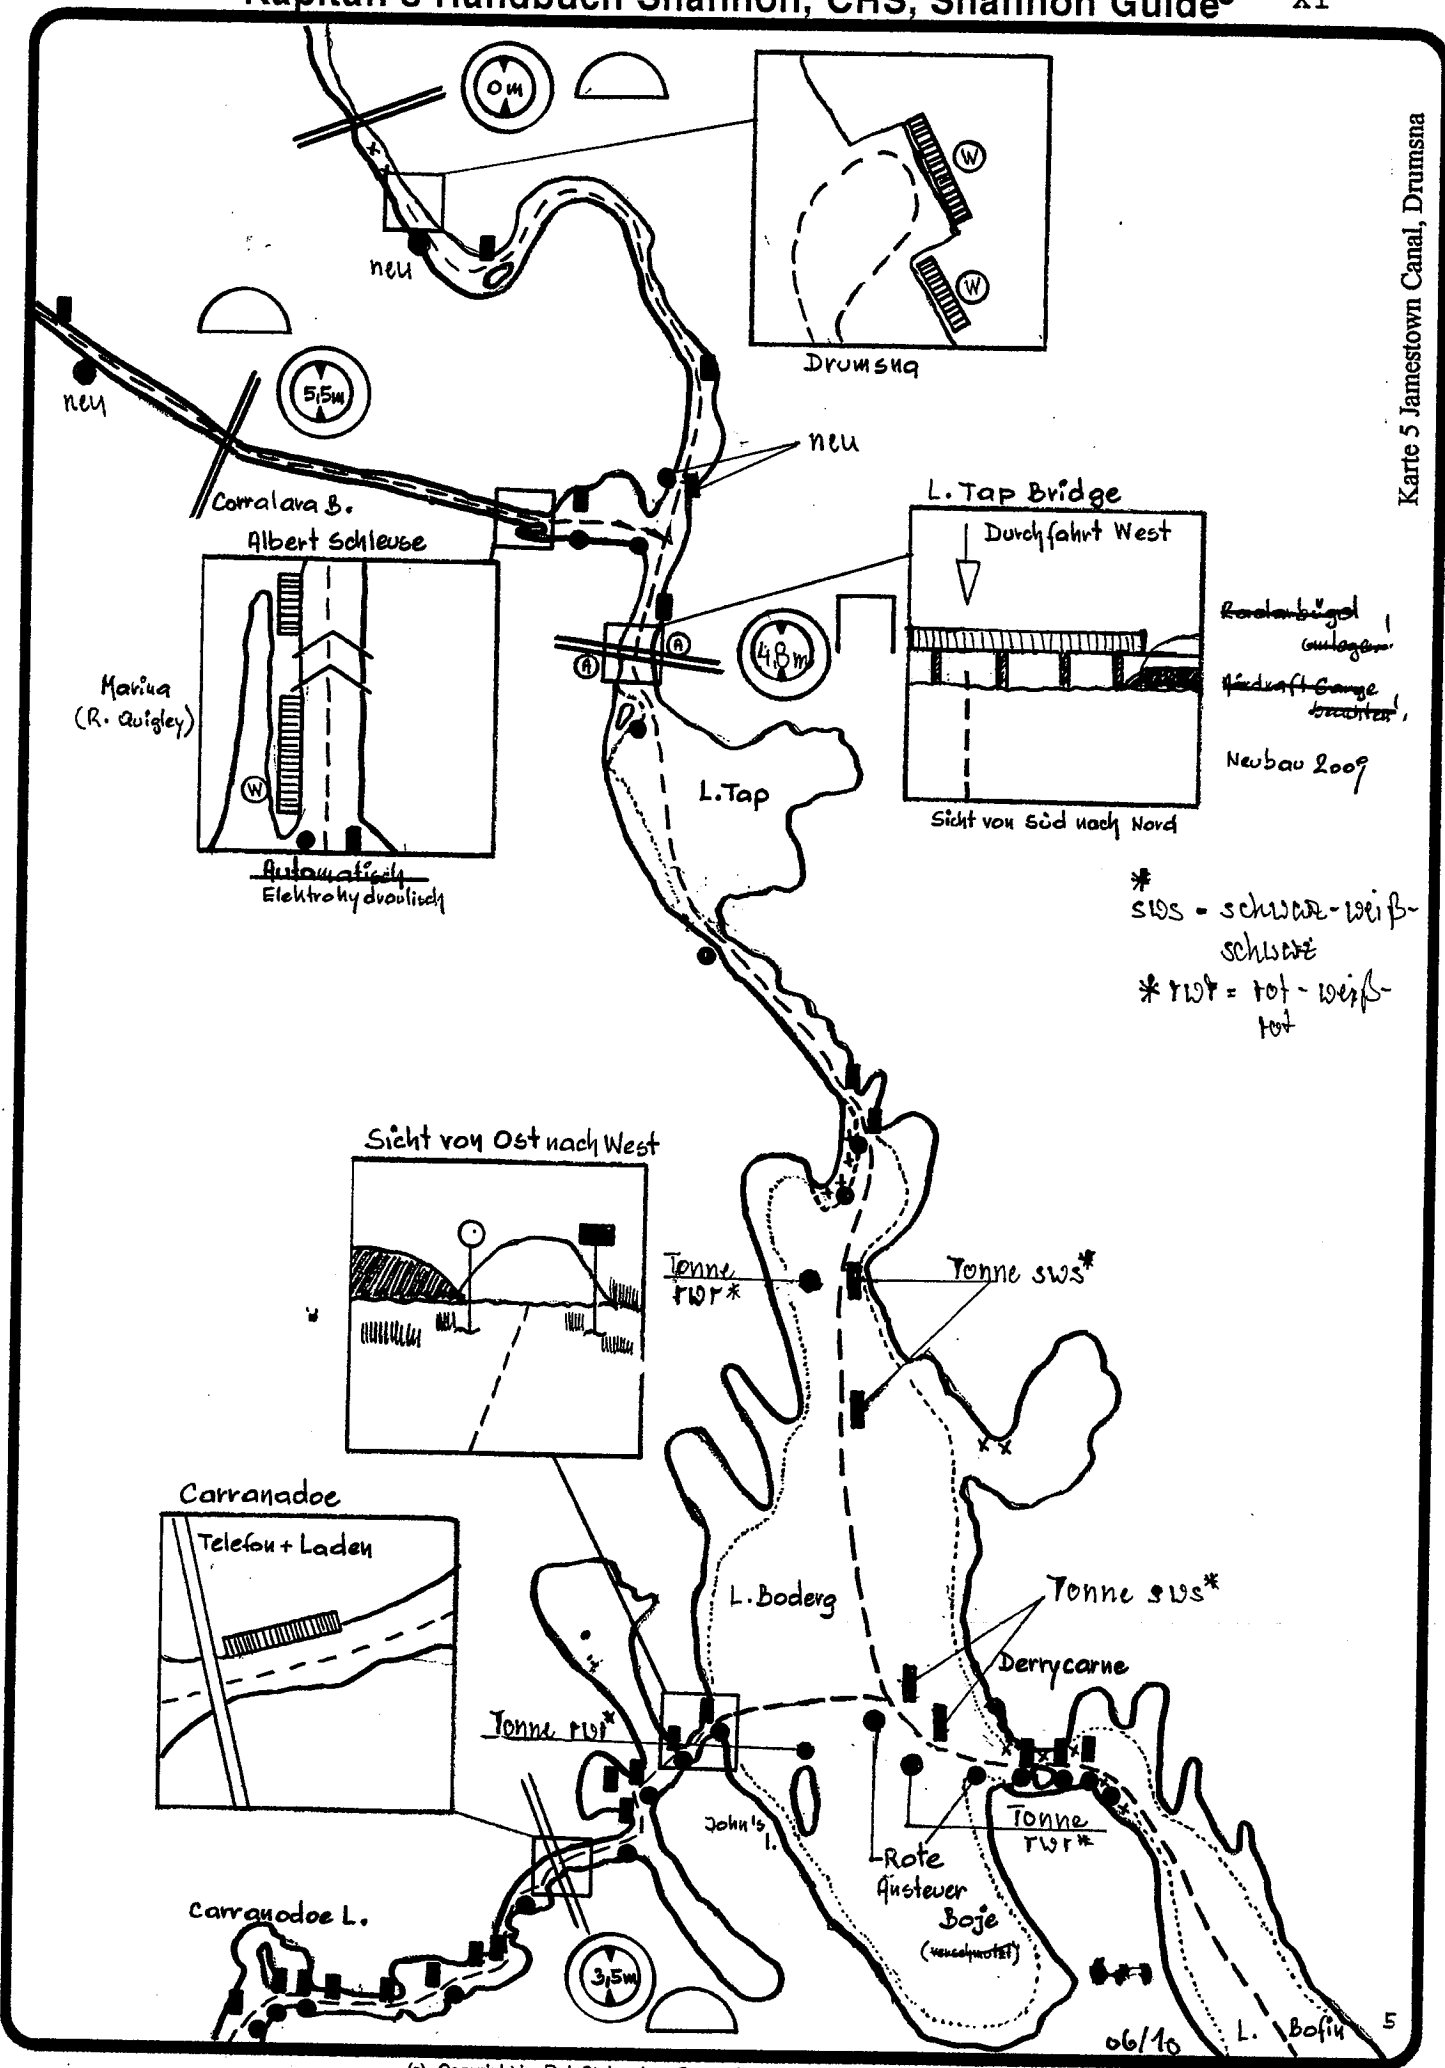 Kapitän's Handbuch Shannon, CHS, Shannon Guide
XI
Karte 5 Jamestown Canal, Drumsna
0m
W
W
neu
Drumsna
neu
5,5m
neu
Corralara B.
Albert Schleuse
L. Tap Bridge
Durchfahrt West
Marina
(R. Quigley)
W
A
A
4,8m
Radarbügel
umlegen!
Neubau 2009
L. Tap
Sicht von Süd nach Nord
Automatisch
Elektrohydraulisch
*
sws = schwarz-weiß-
schwarz
* rwr = rot-weiß-
rot
Sicht von Ost nach West
Tonne
rwr*
Tonne sws*
Carranadoe
Telefon + Laden
L. Boderg
Tonne sws*
Derrycarne
Tonne rwr*
John's
I.
Tonne
rwr*
Rote
Ansteuer
Boje
Carranadoe L.
3,5m
06/10
L. Bofin
5